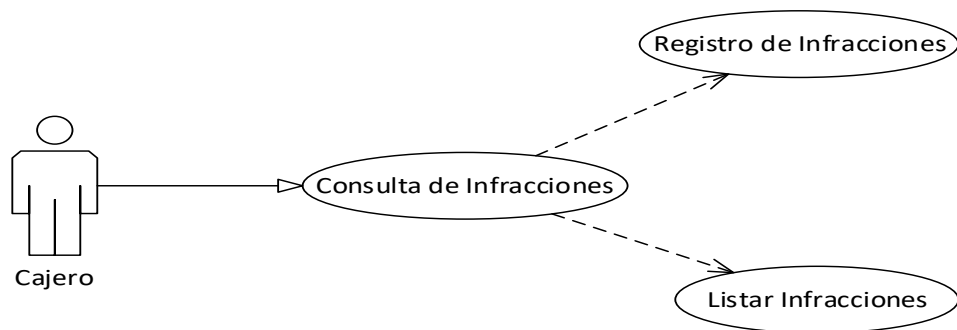 Registro de Infracciones
Consulta de Infracciones
Cajero
Listar Infracciones